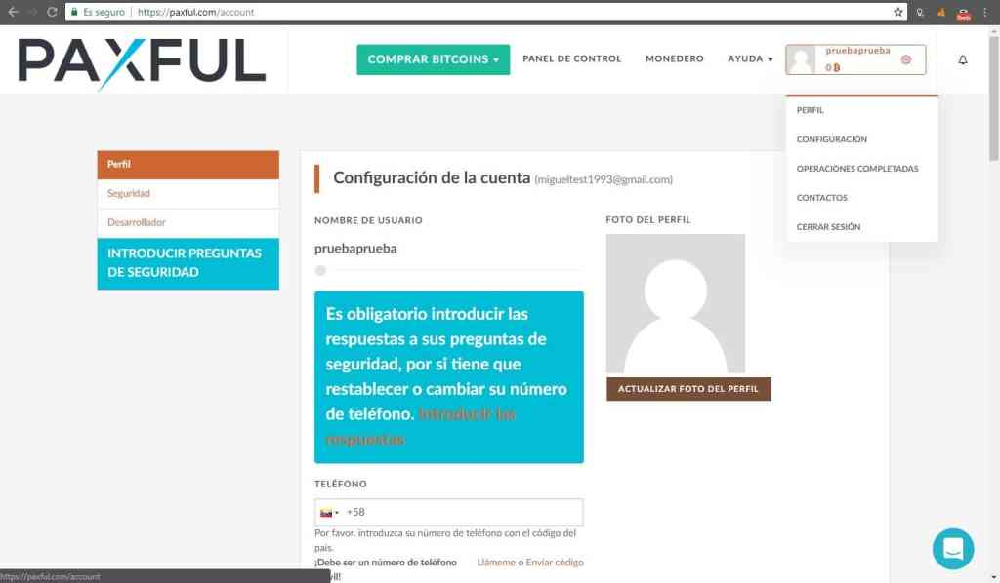 Es seguro | https://paxful.com/account
PAXFUL
COMPRAR BITCOINS
PANEL DE CONTROL
MONEDERO
AYUDA
pruebaprueba
0
PERFIL
CONFIGURACIÓN
OPERACIONES COMPLETADAS
CONTACTOS
CERRAR SESIÓN
Perfil
Seguridad
Desarrollador
INTRODUCIR PREGUNTAS
DE SEGURIDAD
Configuración de la cuenta (migueltest1993@gmail.com)
NOMBRE DE USUARIO
pruebaprueba
Es obligatorio introducir las
respuestas a sus preguntas de
seguridad, por si tiene que
restablecer o cambiar su número
de teléfono. Introducir las
respuestas
TELÉFONO
+58
Por favor, introduzca su número de teléfono con el código del
país.
¡Debe ser un número de teléfono
Llámeme o Enviar código
FOTO DEL PERFIL
ACTUALIZAR FOTO DEL PERFIL
https://paxful.com/account